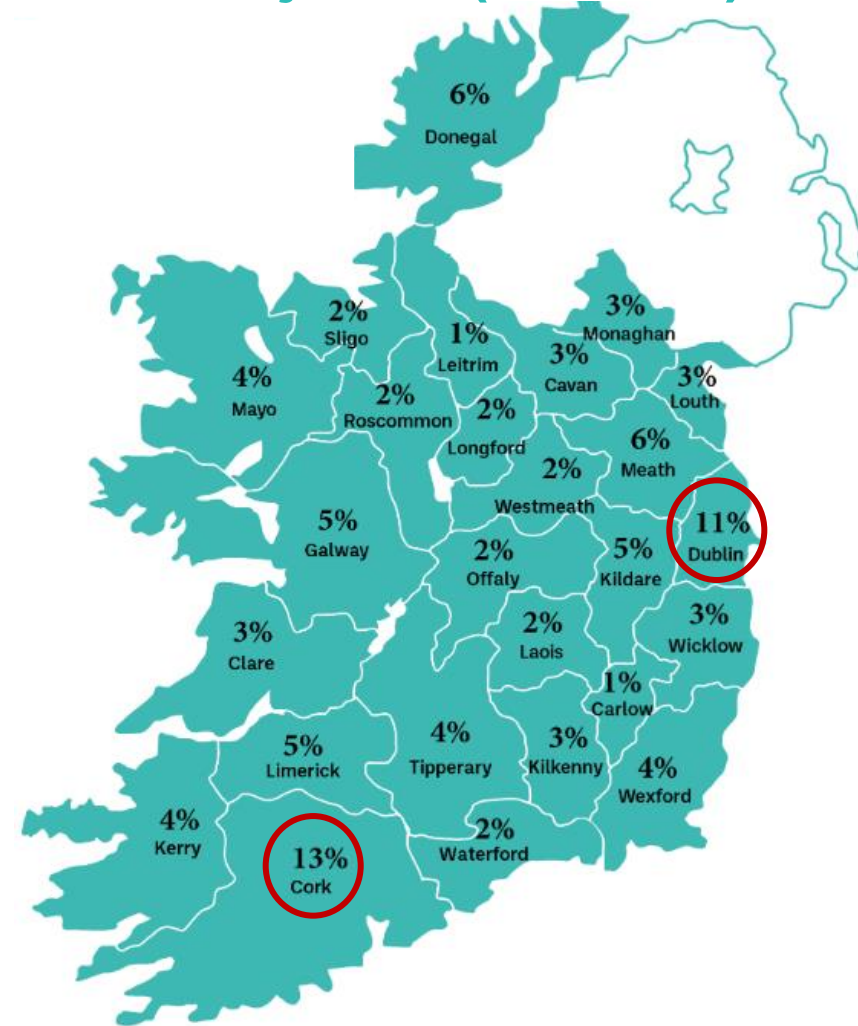 6%
Donegal
2%
Sligo
1%
Leitrim
3%
Monaghan
3%
Cavan
3%
Louth
4%
Mayo
2%
Roscommon
2%
Longford
6%
Meath
2%
Westmeath
11%
Dublin
5%
Galway
2%
Offaly
5%
Kildare
3%
Clare
2%
Laois
3%
Wicklow
1%
Carlow
5%
Limerick
4%
Tipperary
3%
Kilkenny
4%
Wexford
4%
Kerry
13%
Cork
2%
Waterford